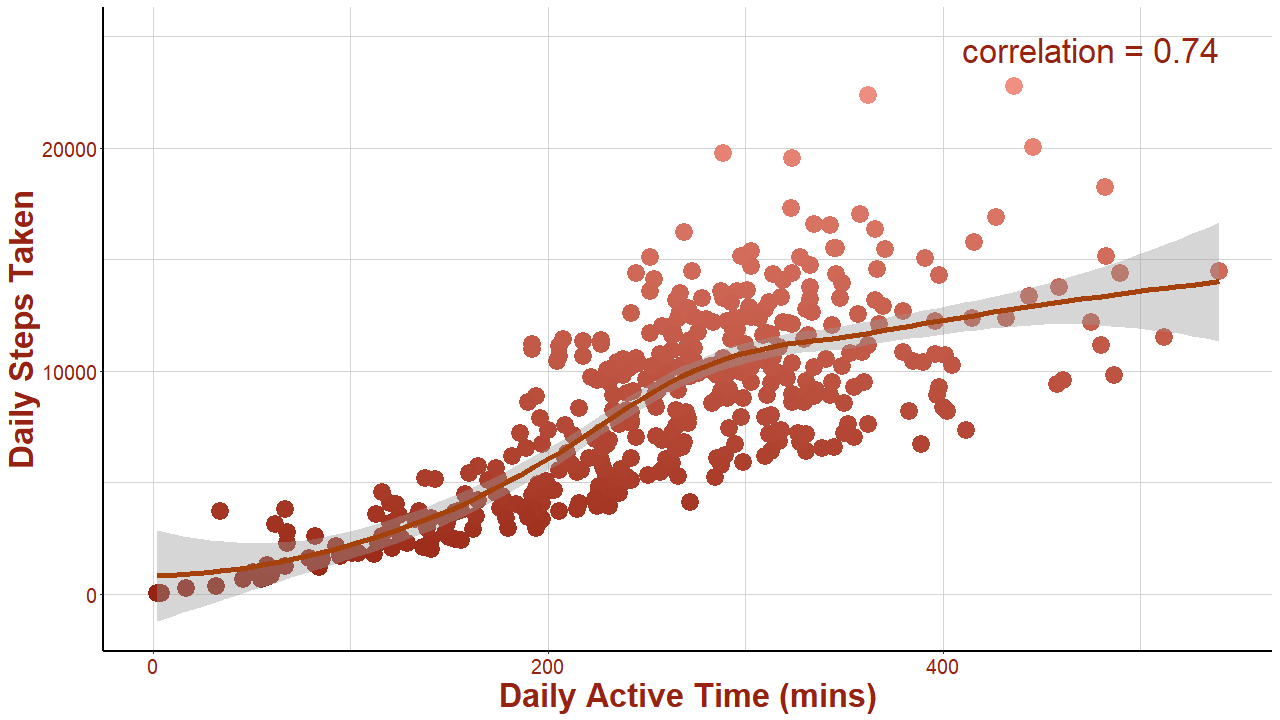 correlation = 0.74
Daily Steps Taken
20000
10000
0
0
200
400
Daily Active Time (mins)